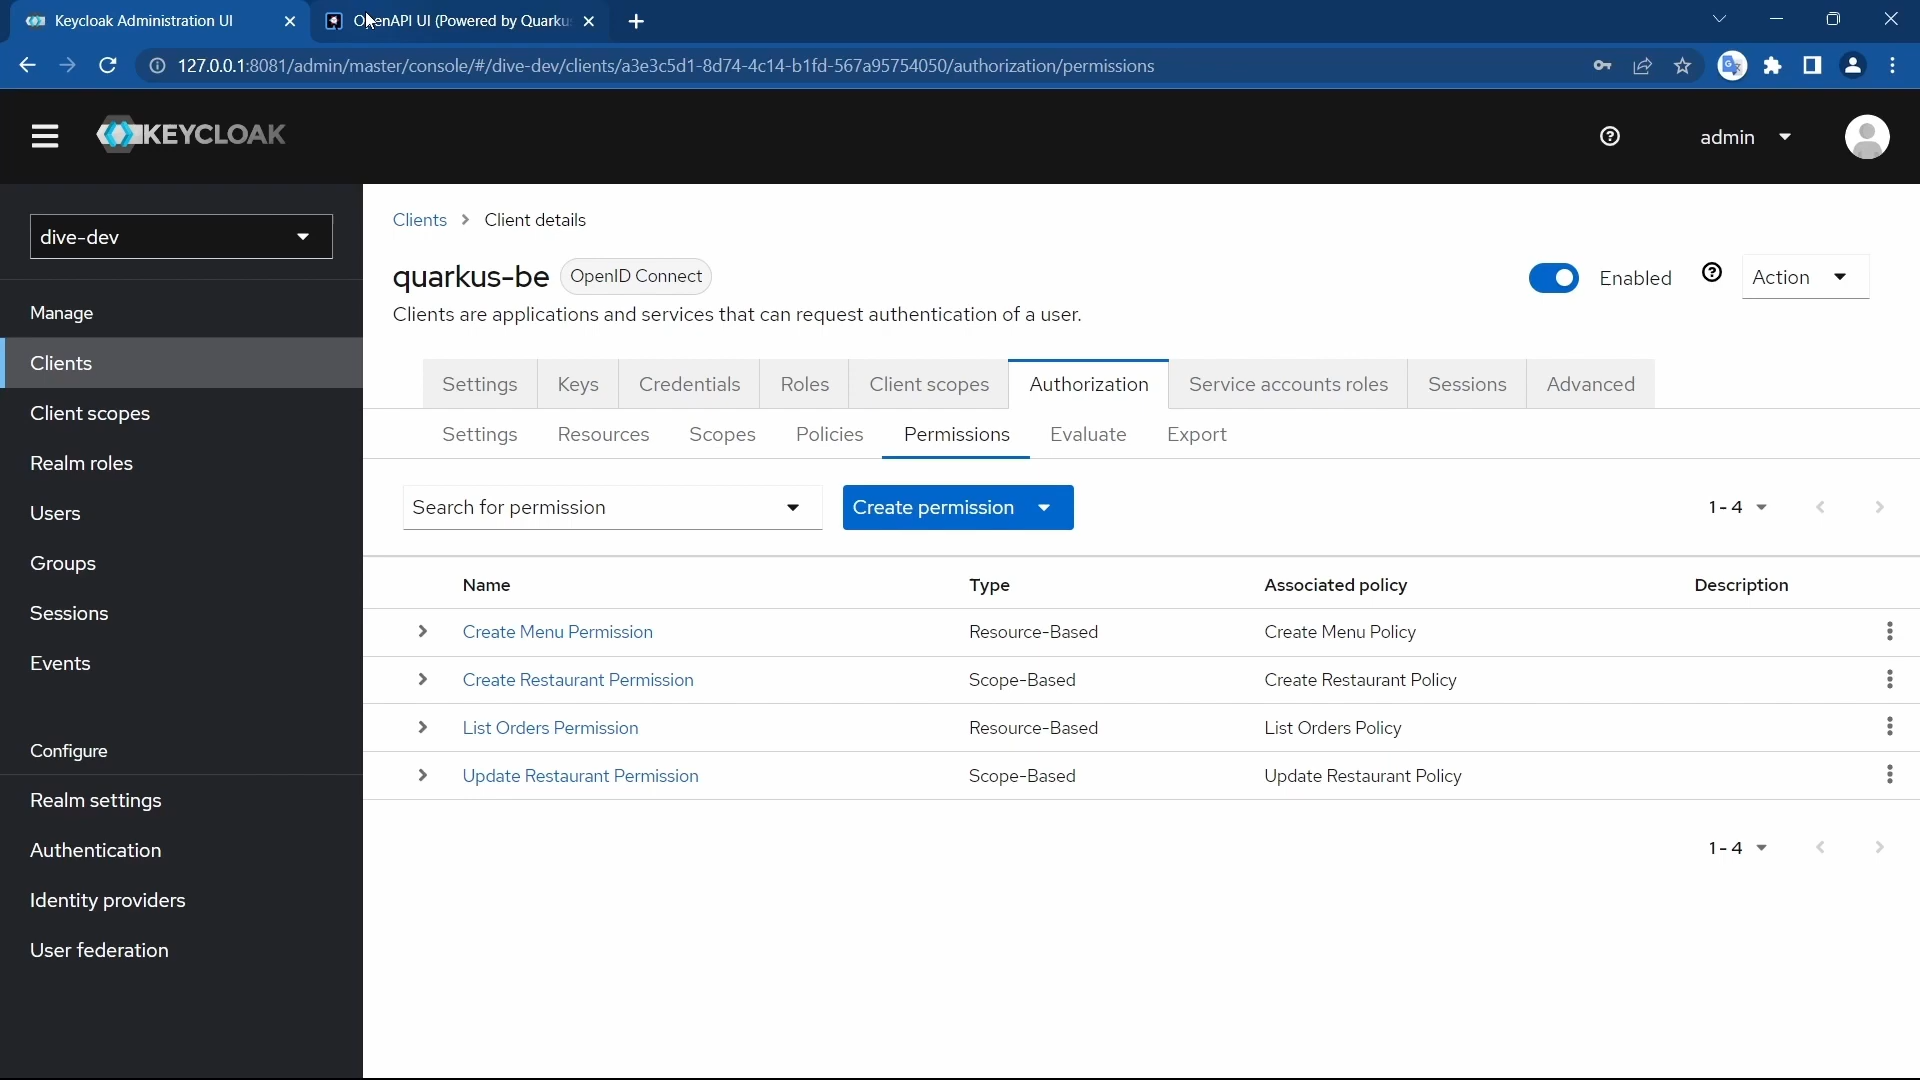 Keycloak Administration UI
OpenAPI UI (Powered by Quarku
127.0.0.1:8081/admin/master/console/#/dive-dev/clients/a3e3c5d1-8d74-4c14-b1fd-567a95754050/authorization/permissions
KEYCLOAK
admin
dive-dev
Manage
Clients
Client scopes
Realm roles
Users
Groups
Sessions
Events
Configure
Realm settings
Authentication
Identity providers
User federation
Clients > Client details
quarkus-be OpenID Connect
Enabled Action
Clients are applications and services that can request authentication of a user.
Settings Keys Credentials Roles Client scopes Authorization Service accounts roles Sessions Advanced
Settings Resources Scopes Policies Permissions Evaluate Export
Search for permission Create permission 1 - 4
Name Type Associated policy Description
Create Menu Permission Resource-Based Create Menu Policy
Create Restaurant Permission Scope-Based Create Restaurant Policy
List Orders Permission Resource-Based List Orders Policy
Update Restaurant Permission Scope-Based Update Restaurant Policy
1 - 4